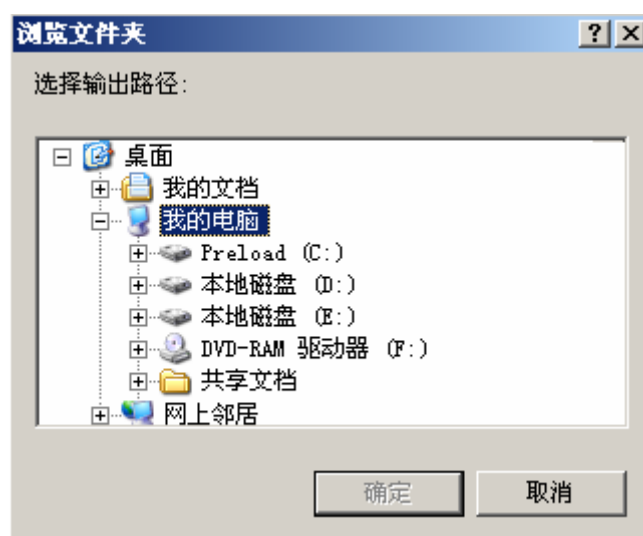 浏览文件夹
选择输出路径:
桌面
我的文档
我的电脑
Preload (C:)
本地磁盘 (D:)
本地磁盘 (E:)
DVD-RAM 驱动器 (F:)
共享文档
网上邻居
确定 取消